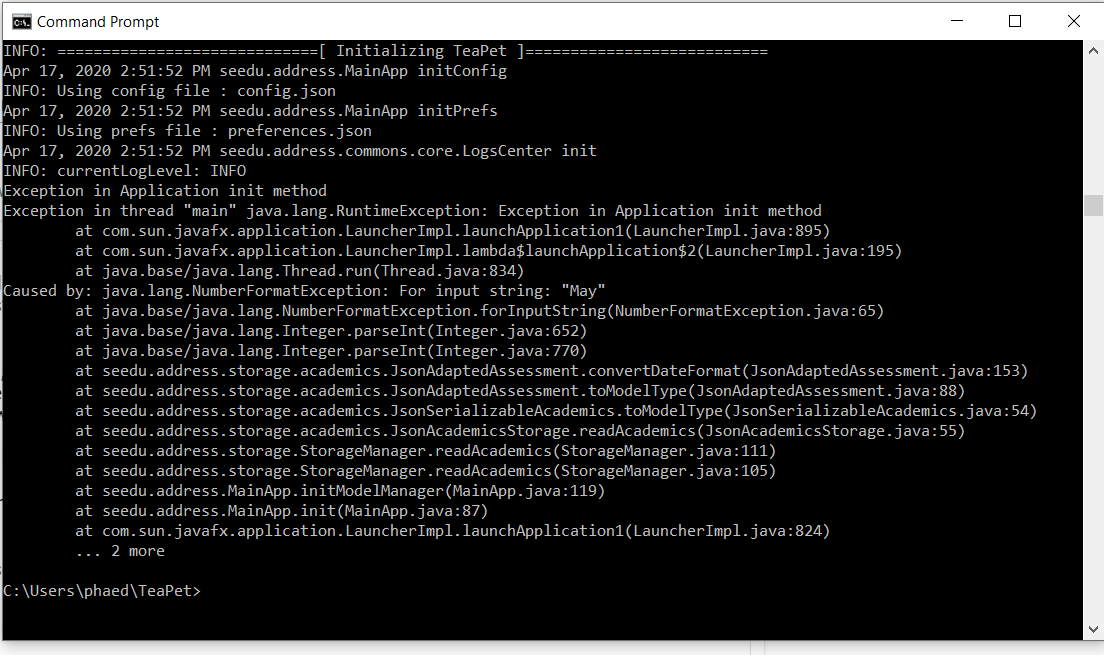 Command Prompt
INFO: =============================[ Initializing TeaPet ]===========================
Apr 17, 2020 2:51:52 PM seedu.address.MainApp initConfig
INFO: Using config file : config.json
Apr 17, 2020 2:51:52 PM seedu.address.MainApp initPrefs
INFO: Using prefs file : preferences.json
Apr 17, 2020 2:51:52 PM seedu.address.commons.core.LogsCenter init
INFO: currentLogLevel: INFO
Exception in Application init method
Exception in thread "main" java.lang.RuntimeException: Exception in Application init method
        at com.sun.javafx.application.LauncherImpl.launchApplication1(LauncherImpl.java:895)
        at com.sun.javafx.application.LauncherImpl.lambda$launchApplication$2(LauncherImpl.java:195)
        at java.base/java.lang.Thread.run(Thread.java:834)
Caused by: java.lang.NumberFormatException: For input string: "May"
        at java.base/java.lang.NumberFormatException.forInputString(NumberFormatException.java:65)
        at java.base/java.lang.Integer.parseInt(Integer.java:652)
        at java.base/java.lang.Integer.parseInt(Integer.java:770)
        at seedu.address.storage.academics.JsonAdaptedAssessment.convertDateFormat(JsonAdaptedAssessment.java:153)
        at seedu.address.storage.academics.JsonAdaptedAssessment.toModelType(JsonAdaptedAssessment.java:88)
        at seedu.address.storage.academics.JsonSerializableAcademics.toModelType(JsonSerializableAcademics.java:54)
        at seedu.address.storage.academics.JsonAcademicsStorage.readAcademics(JsonAcademicsStorage.java:55)
        at seedu.address.storage.StorageManager.readAcademics(StorageManager.java:111)
        at seedu.address.storage.StorageManager.readAcademics(StorageManager.java:105)
        at seedu.address.MainApp.initModelManager(MainApp.java:119)
        at seedu.address.MainApp.init(MainApp.java:87)
        at com.sun.javafx.application.LauncherImpl.launchApplication1(LauncherImpl.java:824)
        ... 2 more
C:\Users\phaed\TeaPet>